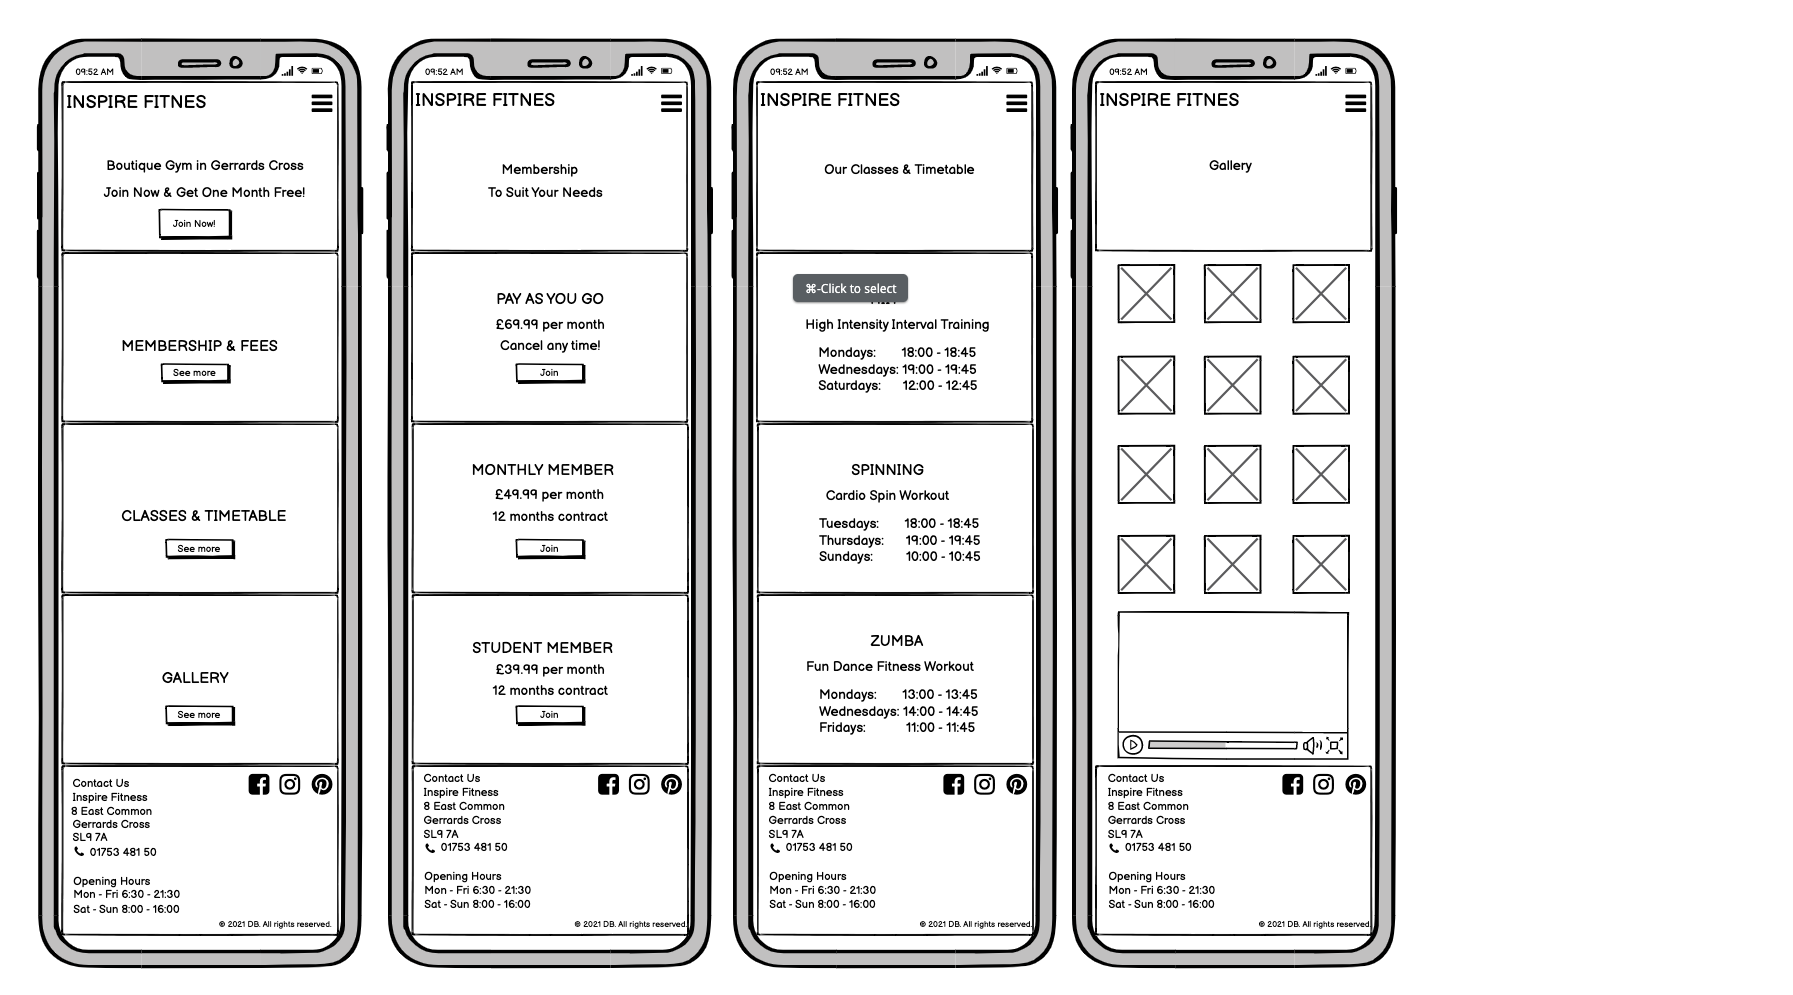 09:52 AM
INSPIRE FITNES
Boutique Gym in Gerrards Cross
Join Now & Get One Month Free!
Join Now!
MEMBERSHIP & FEES
See more
CLASSES & TIMETABLE
See more
GALLERY
See more
Contact Us
Inspire Fitness
8 East Common
Gerrards Cross
SL9 7A
01753 481 50
Opening Hours
Mon - Fri 6:30 - 21:30
Sat - Sun 8:00 - 16:00
© 2021 DB. All rights reserved.
09:52 AM
INSPIRE FITNES
Membership
To Suit Your Needs
PAY AS YOU GO
£69.99 per month
Cancel any time!
Join
MONTHLY MEMBER
£49.99 per month
12 months contract
Join
STUDENT MEMBER
£39.99 per month
12 months contract
Join
Contact Us
Inspire Fitness
8 East Common
Gerrards Cross
SL9 7A
01753 481 50
Opening Hours
Mon - Fri 6:30 - 21:30
Sat - Sun 8:00 - 16:00
© 2021 DB. All rights reserved.
09:52 AM
INSPIRE FITNES
Our Classes & Timetable
⌘-Click to select
High Intensity Interval Training
Mondays: 18:00 - 18:45
Wednesdays: 19:00 - 19:45
Saturdays: 12:00 - 12:45
SPINNING
Cardio Spin Workout
Tuesdays: 18:00 - 18:45
Thursdays: 19:00 - 19:45
Sundays: 10:00 - 10:45
ZUMBA
Fun Dance Fitness Workout
Mondays: 13:00 - 13:45
Wednesdays: 14:00 - 14:45
Fridays: 11:00 - 11:45
Contact Us
Inspire Fitness
8 East Common
Gerrards Cross
SL9 7A
01753 481 50
Opening Hours
Mon - Fri 6:30 - 21:30
Sat - Sun 8:00 - 16:00
© 2021 DB. All rights reserved.
09:52 AM
INSPIRE FITNES
Gallery
Contact Us
Inspire Fitness
8 East Common
Gerrards Cross
SL9 7A
01753 481 50
Opening Hours
Mon - Fri 6:30 - 21:30
Sat - Sun 8:00 - 16:00
© 2021 DB. All rights reserved.